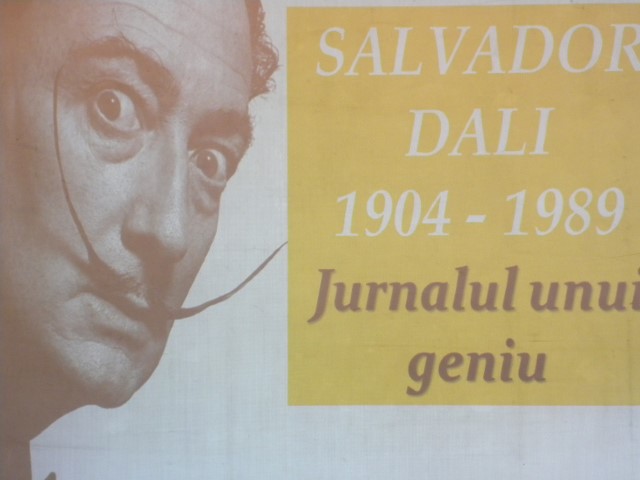 SALVADOR
DALI
1904 - 1989
Jurnalul unui
geniu